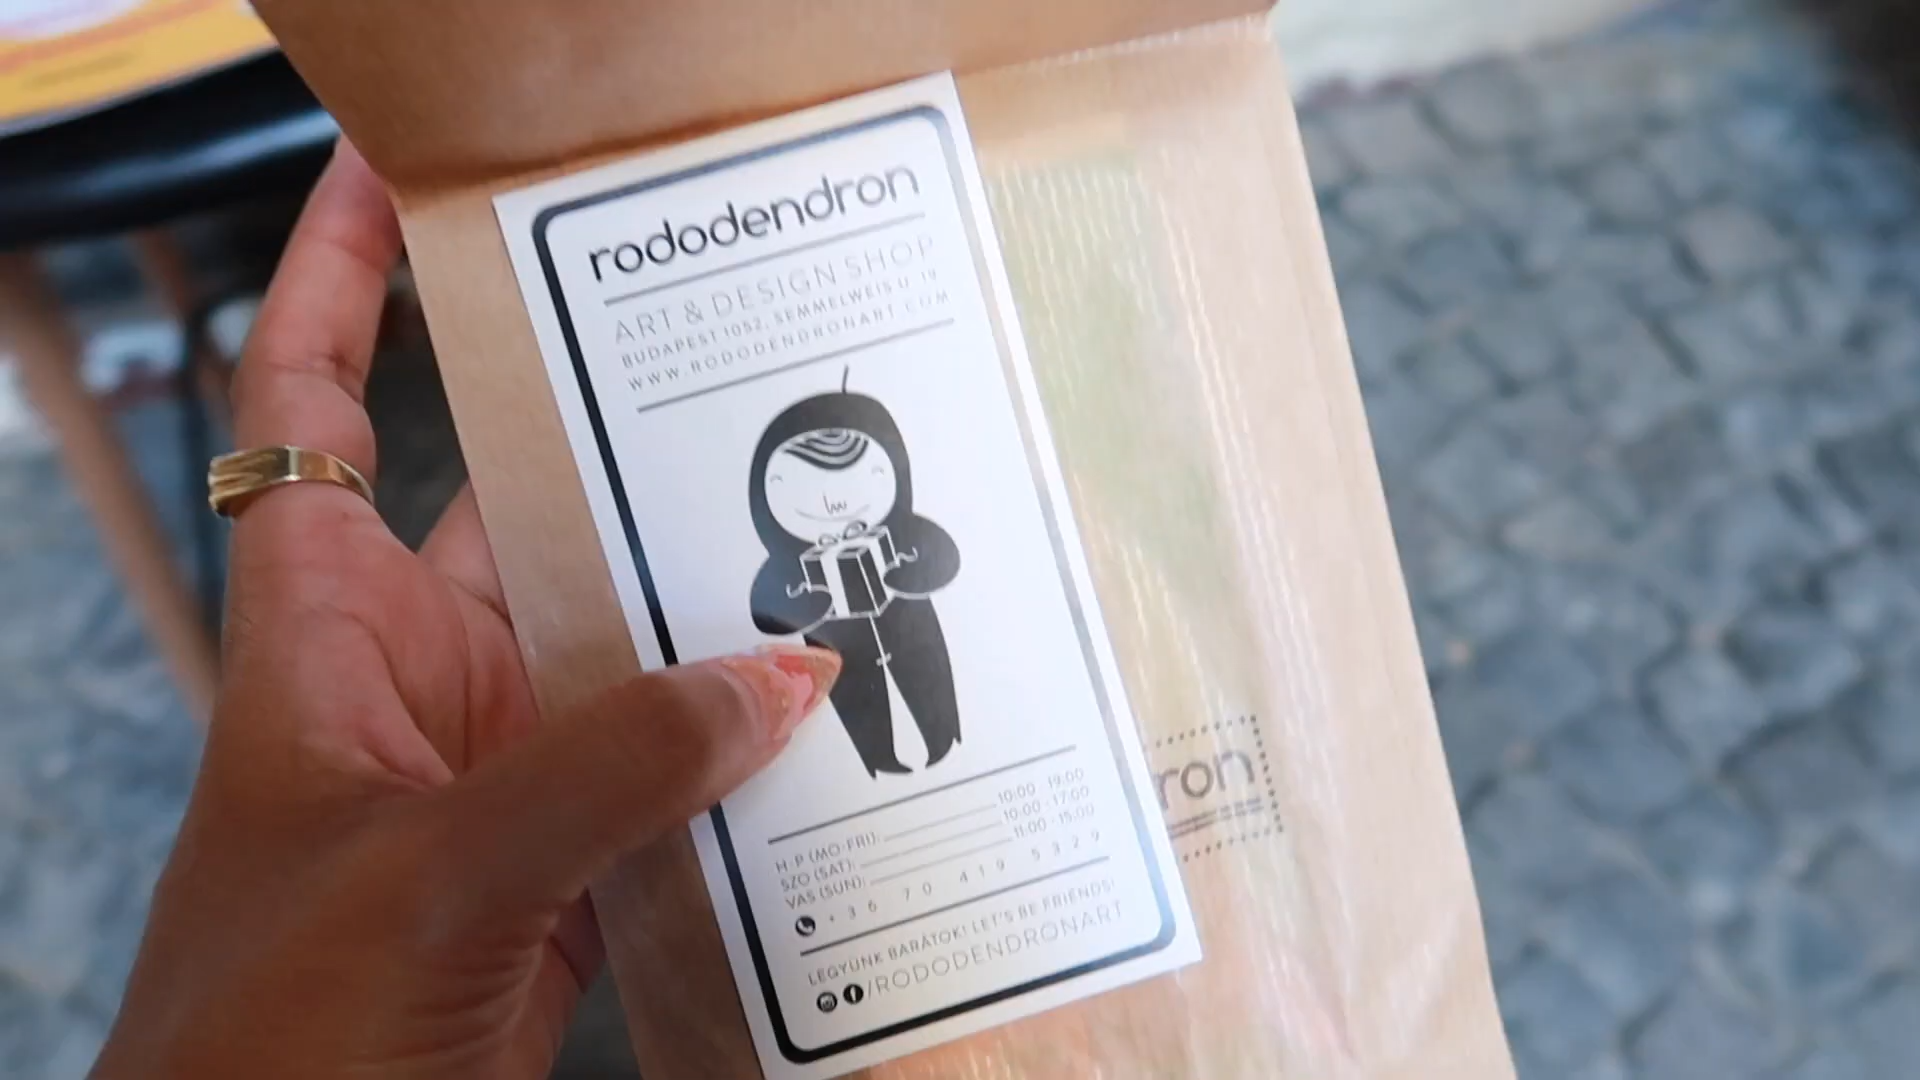 rododendron
ART & DESIGN SHOP
BUDAPEST 1052, SEMMELWEIS U. 19
WWW.RODODENDRONART.COM
H-P (MO-FRI): 10:00 - 19:00
SZO (SAT): 10:00 - 17:00
VAS (SUN): 11:00 - 15:00
+36 70 419 5329
LEGYÜNK BARÁTOK! LET'S BE FRIENDS!
/RODODENDRONART
ron